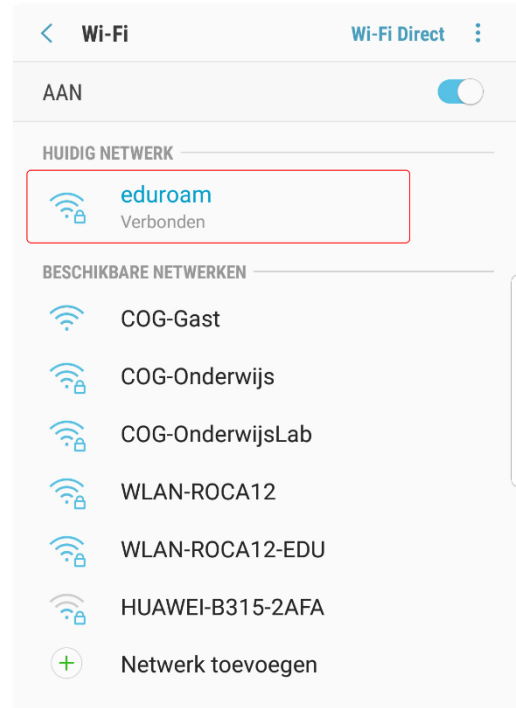 Wi-Fi Wi-Fi Direct
AAN
HUIDIG NETWERK
eduroam
Verbonden
BESCHIKBARE NETWERKEN
COG-Gast
COG-Onderwijs
COG-OnderwijsLab
WLAN-ROCA12
WLAN-ROCA12-EDU
HUAWEI-B315-2AFA
Netwerk toevoegen